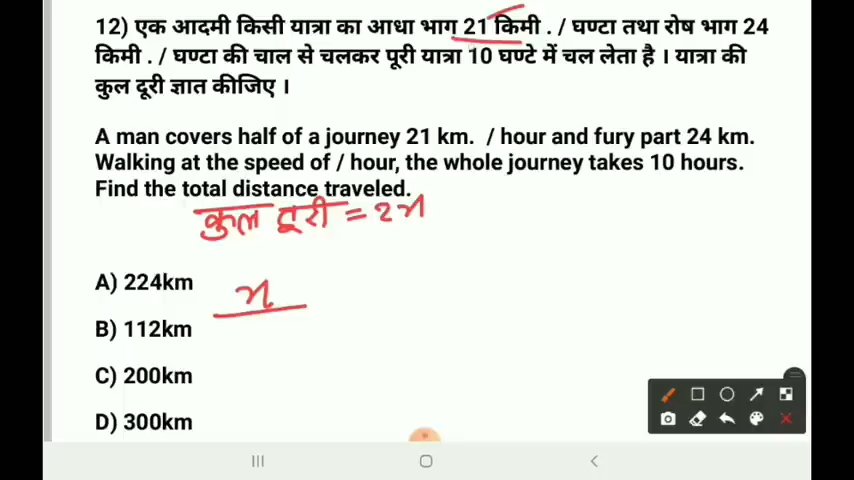 12) एक आदमी किसी यात्रा का आधा भाग 21 किमी . / घण्टा तथा रोष भाग 24
किमी . / घण्टा की चाल से चलकर पूरी यात्रा 10 घण्टे में चल लेता है । यात्रा की
कुल दूरी ज्ञात कीजिए ।
A man covers half of a journey 21 km. / hour and fury part 24 km.
Walking at the speed of / hour, the whole journey takes 10 hours.
Find the total distance traveled.
कुल दूरी = 2x
A) 224km
x
B) 112km
C) 200km
D) 300km